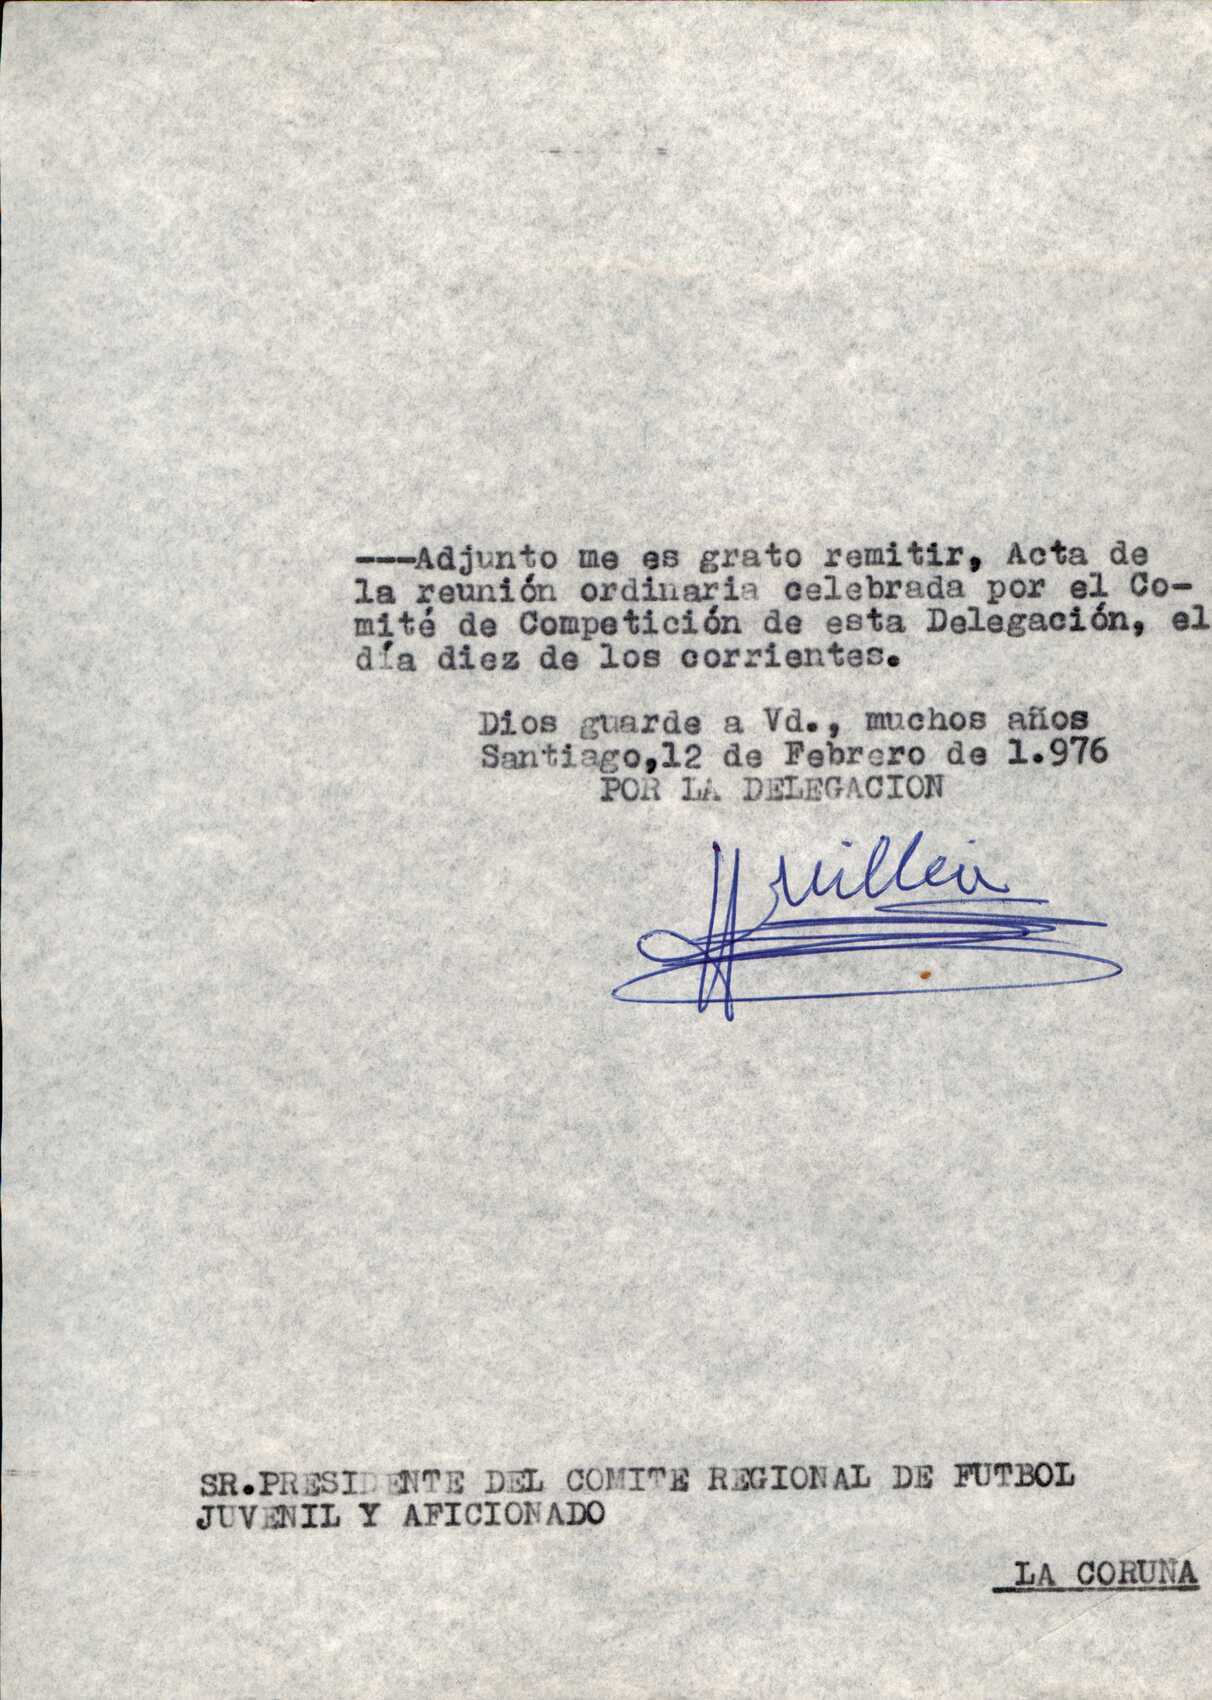 ---Adjunto me es grato remitir, Acta de
la reunión ordinaria celebrada por el Co-
mité de Competición de esta Delegación, el
día diez de los corrientes.
Dios guarde a Vd., muchos años
Santiago,12 de Febrero de 1.976
POR LA DELEGACION
SR.PRESIDENTE DEL COMITE REGIONAL DE FUTBOL
JUVENIL Y AFICIONADO
LA CORUNA